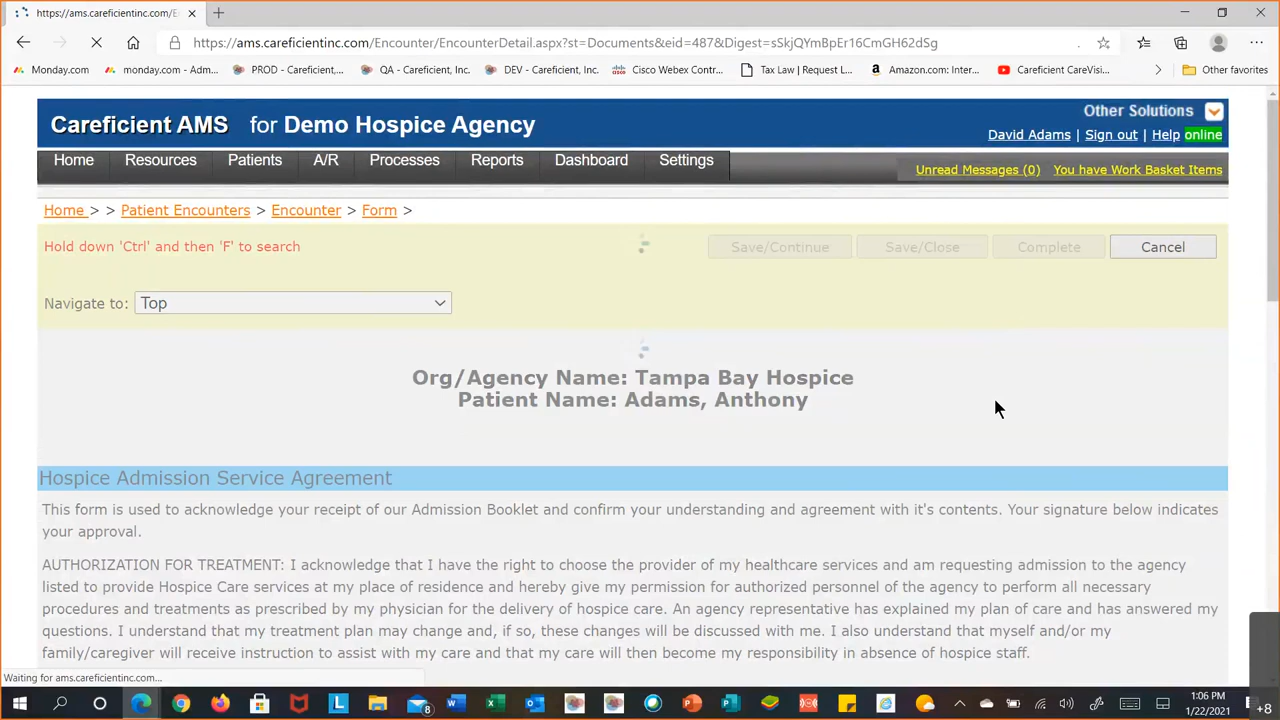 https://ams.careficientinc.com/E
https://ams.careficientinc.com/Encounter/EncounterDetail.aspx?st=Documents&eid=487&Digest=sSkjQYmBpEr16CmGH62dSg
Monday.com monday.com - Adm... PROD - Careficient,... QA - Careficient, Inc. DEV - Careficient, Inc. Cisco Webex Contr... Tax Law | Request L... Amazon.com: Inter... Careficient CareVisi... Other favorites
Other Solutions
Careficient AMS for Demo Hospice Agency
David Adams | Sign out | Help online
Home Resources Patients A/R Processes Reports Dashboard Settings
Unread Messages (0) You have Work Basket Items
Home > > Patient Encounters > Encounter > Form >
Hold down 'Ctrl' and then 'F' to search Save/Continue Save/Close Complete Cancel
Navigate to: Top
Org/Agency Name: Tampa Bay Hospice
Patient Name: Adams, Anthony
Hospice Admission Service Agreement
This form is used to acknowledge your receipt of our Admission Booklet and confirm your understanding and agreement with it's contents. Your signature below indicates
your approval.
AUTHORIZATION FOR TREATMENT: I acknowledge that I have the right to choose the provider of my healthcare services and am requesting admission to the agency
listed to provide Hospice Care services at my place of residence and hereby give my permission for authorized personnel of the agency to perform all necessary
procedures and treatments as prescribed by my physician for the delivery of hospice care. An agency representative has explained my plan of care and has answered my
questions. I understand that my treatment plan may change and, if so, these changes will be discussed with me. I also understand that myself and/or my
family/caregiver will receive instruction to assist with my care and that my care will then become my responsibility in absence of hospice staff.
Waiting for ams.careficientinc.com...
8
1:06 PM
1/22/2021
+8